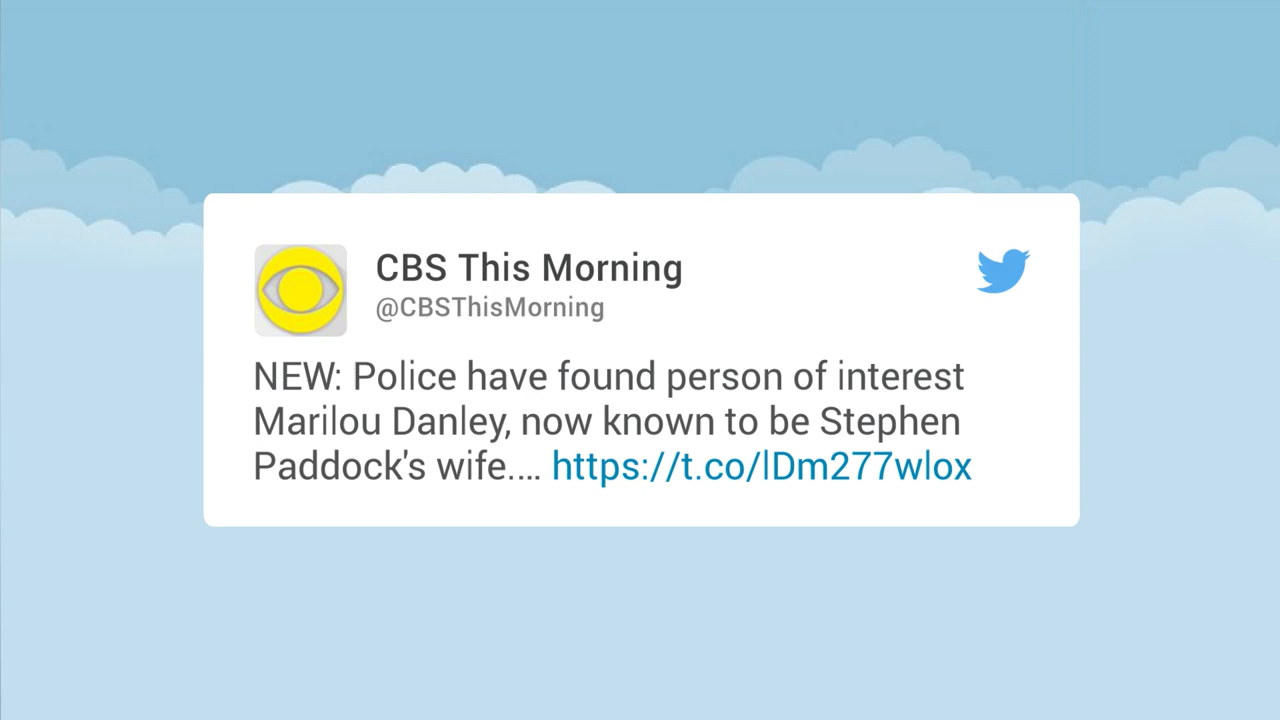 CBS This Morning
@CBSThisMorning
NEW: Police have found person of interest
Marilou Danley, now known to be Stephen
Paddock's wife.... https://t.co/lDm277wlox